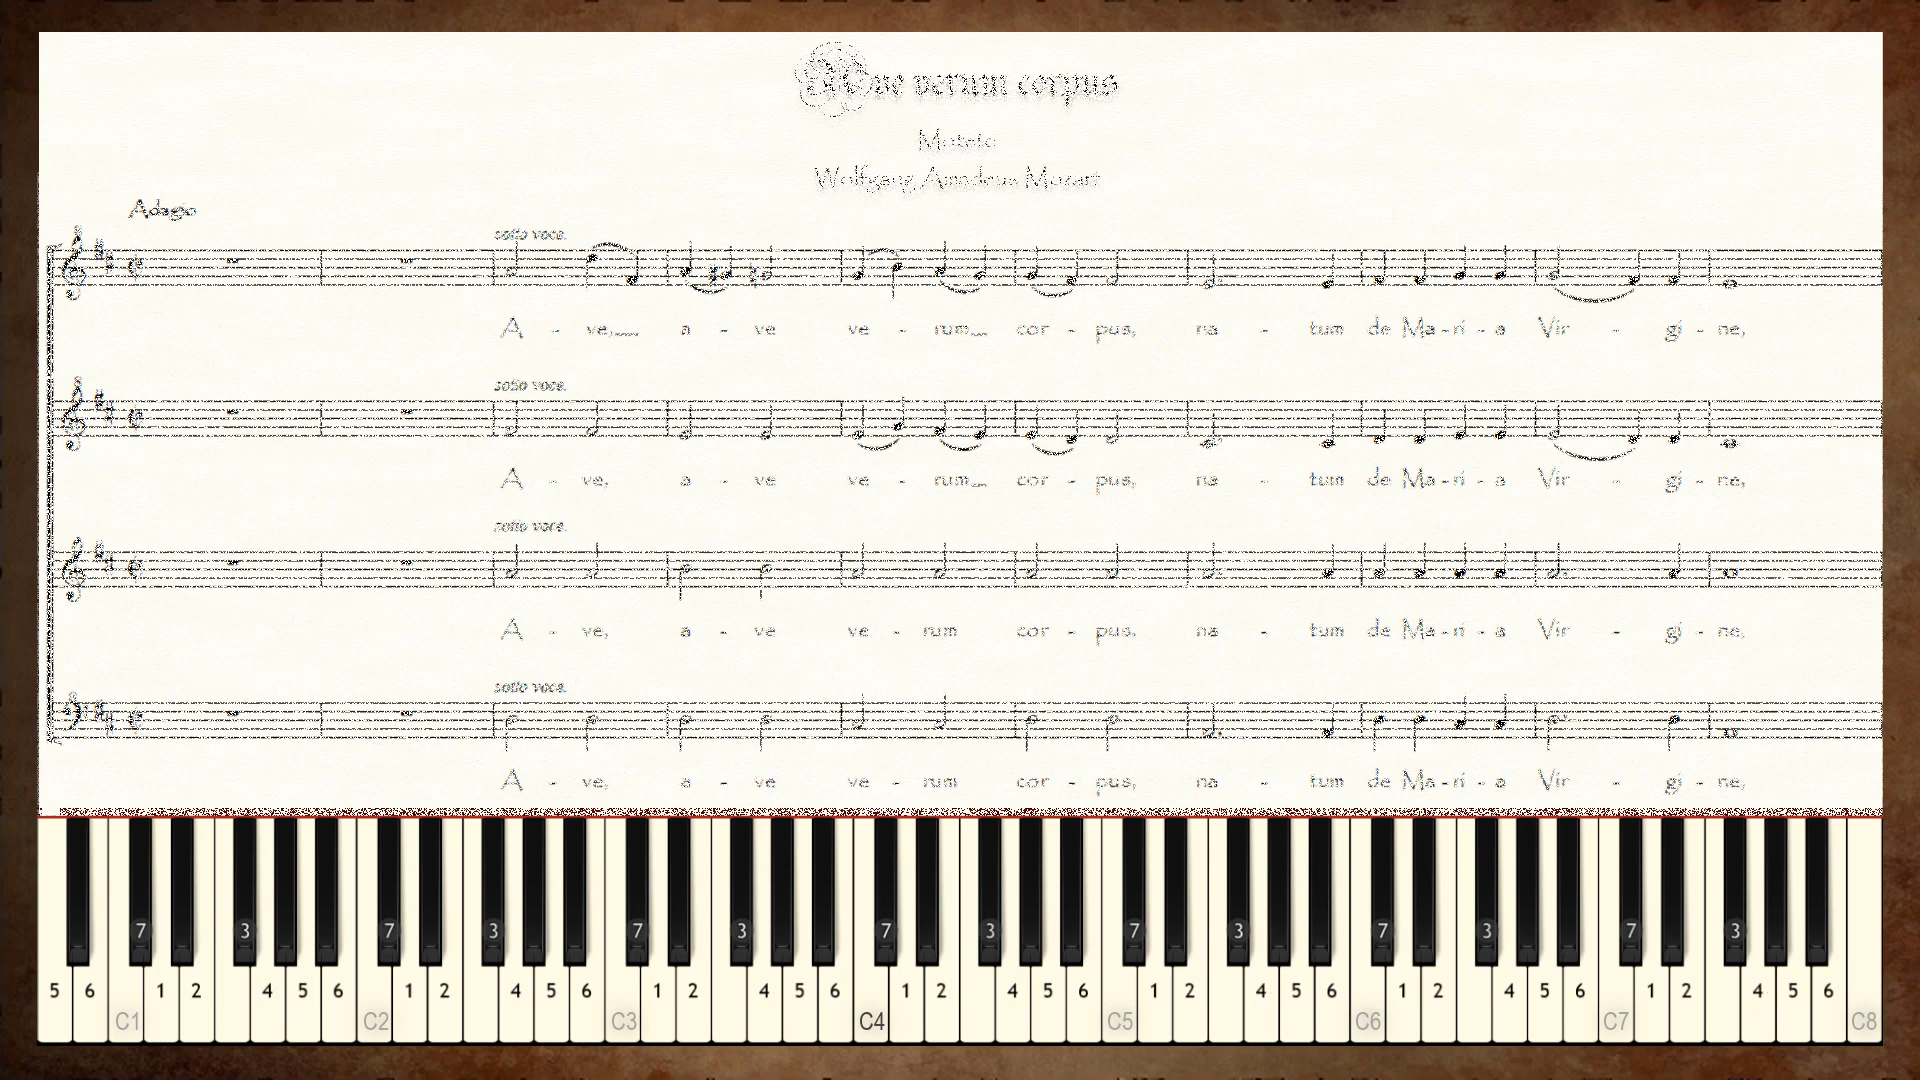 Ave verum corpus
Motete
Wolfgang Amadeus Mozart
Adagio
sotto voce.
A - ve, a - ve ve - rum cor - pus, na - tum de Ma - ri - a Vir - gi - ne,
sotto voce.
A - ve, a - ve ve - rum cor - pus, na - tum de Ma - ri - a Vir - gi - ne,
sotto voce.
A - ve, a - ve ve - rum cor - pus, na - tum de Ma - ri - a Vir - gi - ne,
sotto voce.
A - ve, a - ve ve - rum cor - pus, na - tum de Ma - ri - a Vir - gi - ne,
7 3 7 3 7 3 7 3 7 3 7 3 7 3
5 6 1 2 4 5 6 1 2 4 5 6 1 2 4 5 6 1 2 4 5 6 1 2 4 5 6 1 2 4 5 6 1 2 4 5 6
C1 C2 C3 C4 C5 C6 C7 C8